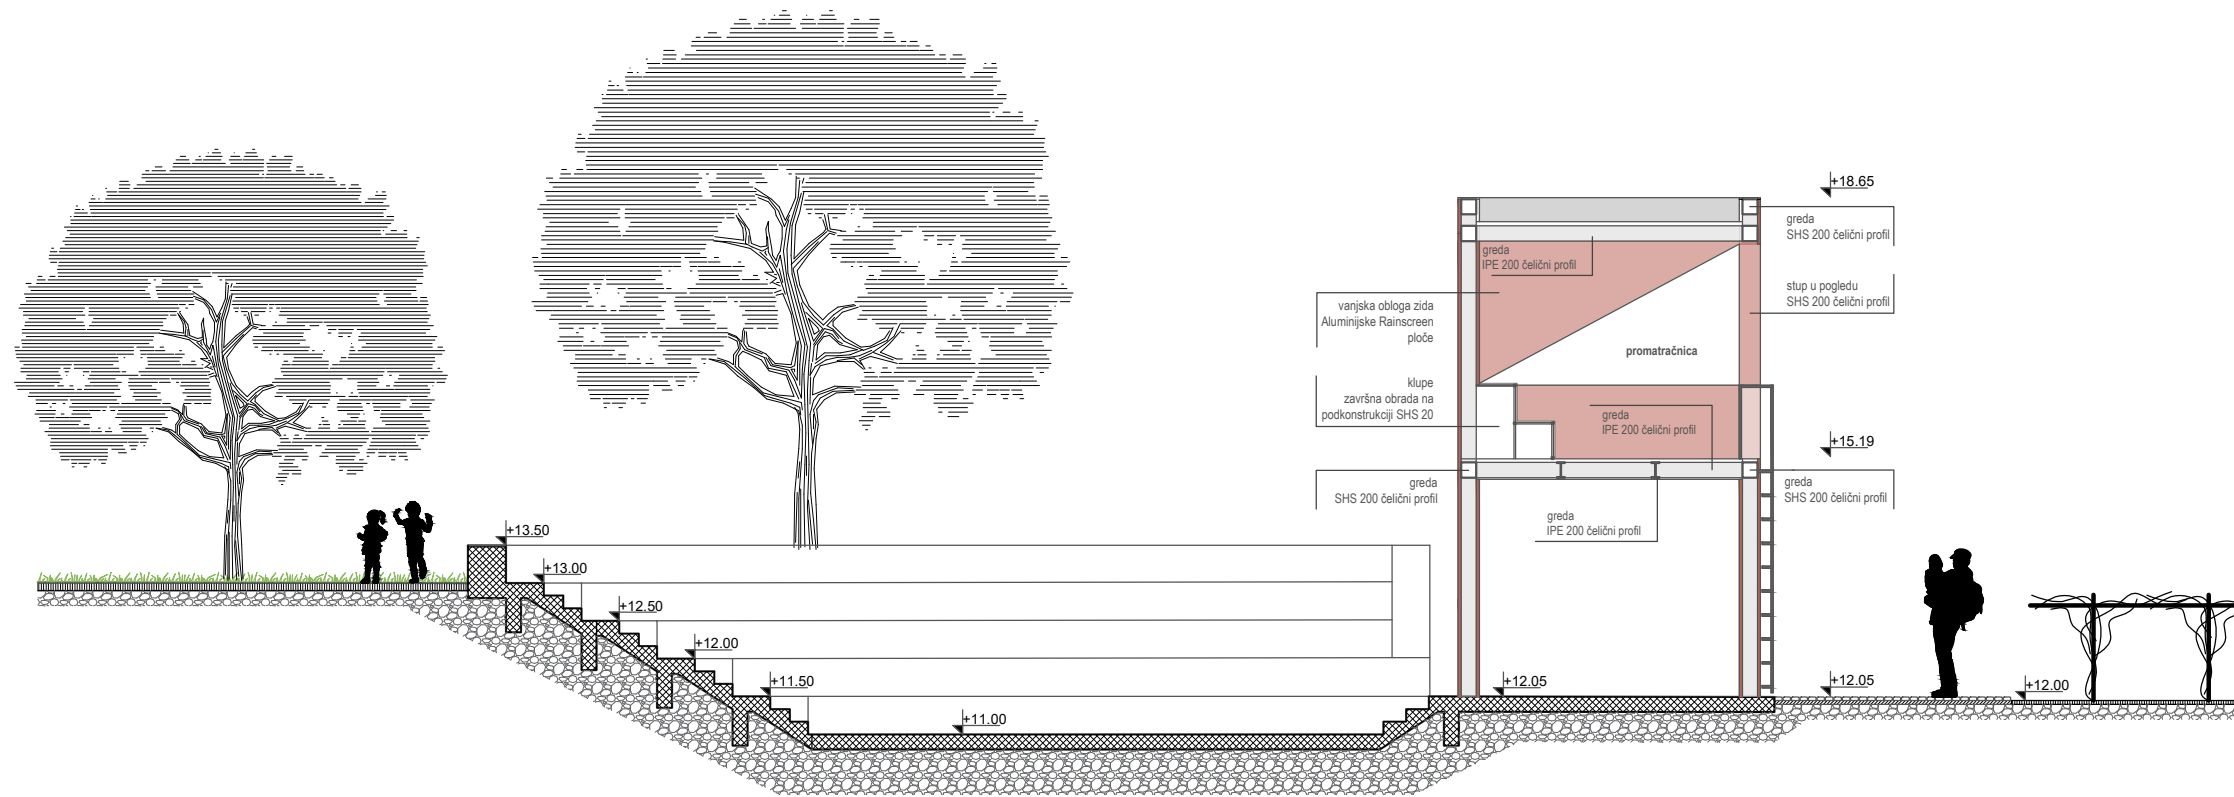 +18.65
greda
SHS 200 čelični profil
greda
IPE 200 čelični profil
stup u pogledu
SHS 200 čelični profil
vanjska obloga zida
Aluminijske Rainscreen
ploče
promatračnica
klupe
završna obrada na
podkonstrukciji SHS 20
greda
IPE 200 čelični profil
+15.19
greda
SHS 200 čelični profil
greda
SHS 200 čelični profil
greda
IPE 200 čelični profil
+13.50
+13.00
+12.50
+12.00
+11.50
+11.00
+12.05
+12.05
+12.00